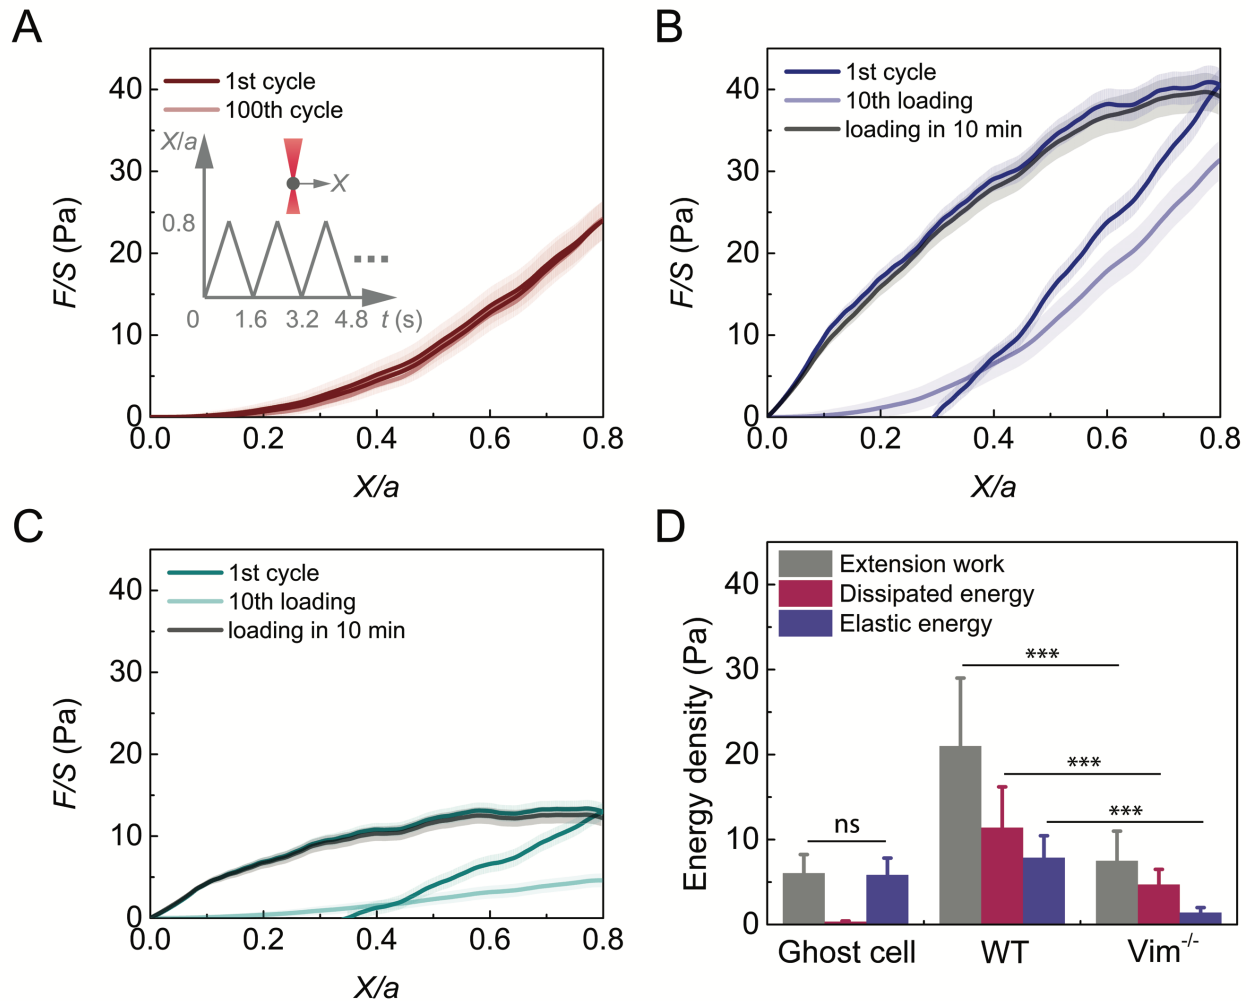 A
40
30
20
10
0
F/S (Pa)
1st cycle
100th cycle
X/a
X
0.8
0 1.6 3.2 4.8 t (s)
0.0 0.2 0.4 0.6 0.8
X/a
B
40
30
20
10
0
F/S (Pa)
1st cycle
10th loading
loading in 10 min
0.0 0.2 0.4 0.6 0.8
X/a
C
40
30
20
10
0
F/S (Pa)
1st cycle
10th loading
loading in 10 min
0.0 0.2 0.4 0.6 0.8
X/a
D
40
30
20
10
0
Energy density (Pa)
Extension work
Dissipated energy
Elastic energy
***
***
***
ns
Ghost cell WT Vim-/-